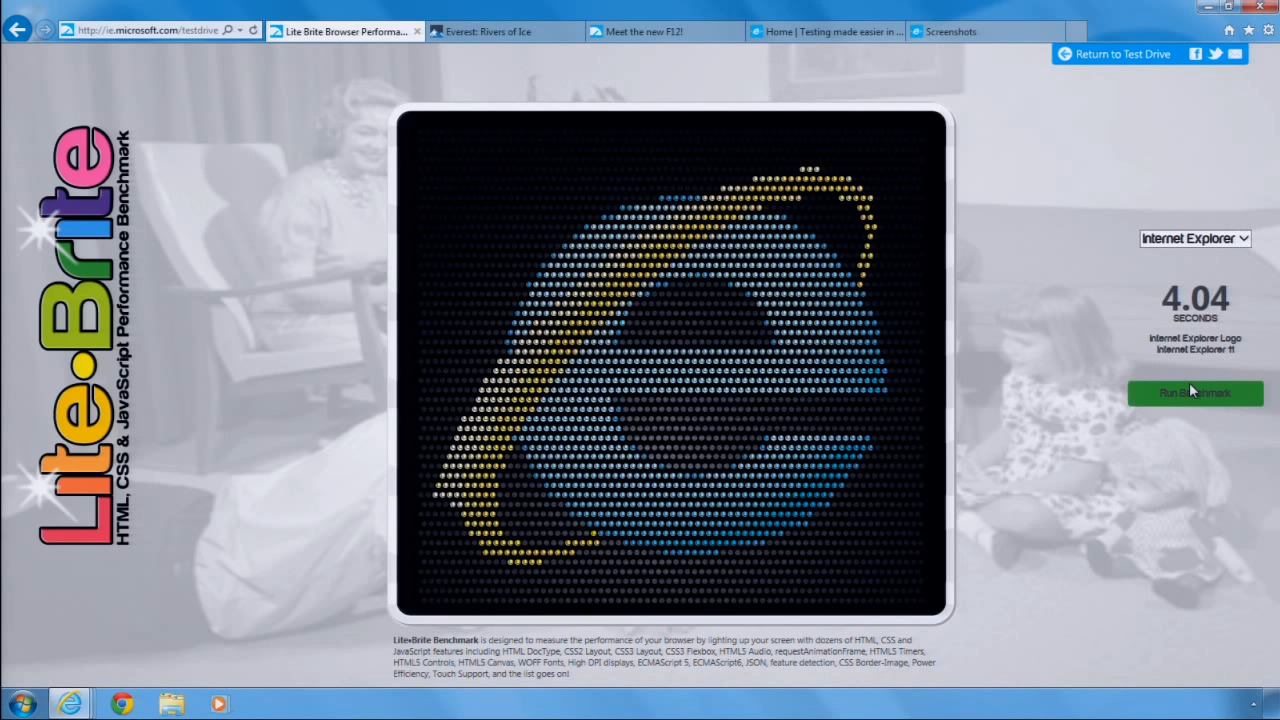 http://ie.microsoft.com/testdrive
Lite Brite Browser Performa...
Everest: Rivers of Ice
Meet the new F12!
Home | Testing made easier in ...
Screenshots
Return to Test Drive
Lite•Brite
HTML, CSS & JavaScript Performance Benchmark
Internet Explorer
4.04
SECONDS
Internet Explorer Logo
Internet Explorer 11
Run Benchmark
Lite•Brite Benchmark is designed to measure the performance of your browser by lighting up your screen with dozens of HTML, CSS and
JavaScript features including HTML DocType, CSS2 Layout, CSS3 Layout, CSS3 Flexbox, HTML5 Audio, requestAnimationFrame, HTML5 Timers,
HTML5 Controls, HTML5 Canvas, WOFF Fonts, High DPI displays, ECMAScript 5, ECMAScript6, JSON, feature detection, CSS Border-Image, Power
Efficiency, Touch Support, and the list goes on!